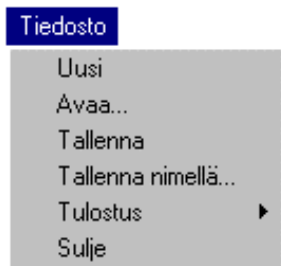 Tiedosto
Uusi
Avaa...
Tallenna
Tallenna nimellä...
Tulostus
Sulje